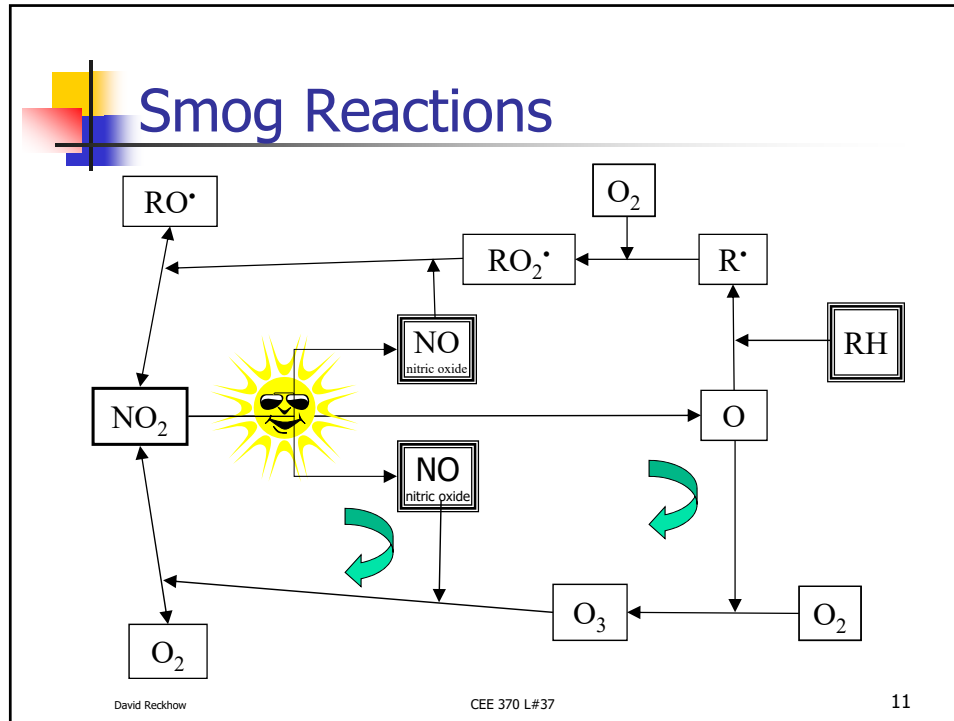 Smog Reactions
RO•
O₂
RO₂•
R•
NO
nitric oxide
RH
NO₂
O
NO
nitric oxide
O₃
O₂
O₂
David Reckhow
CEE 370 L#37
11